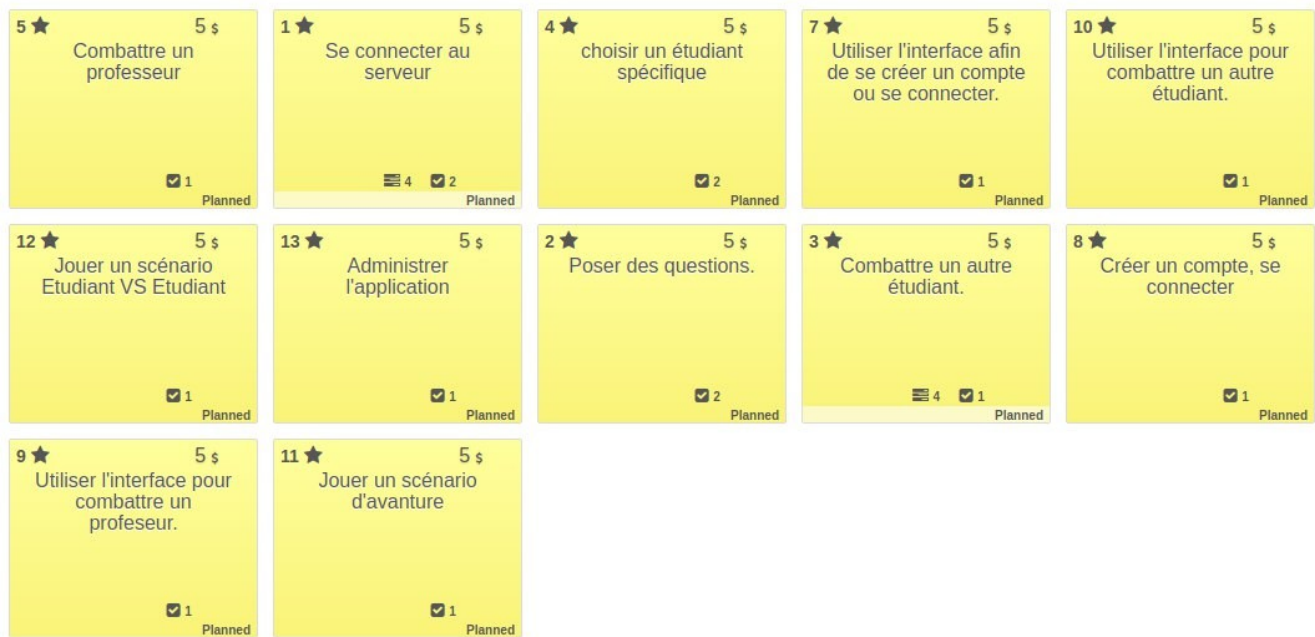 5 5 $
Combattre un
professeur
1
Planned
1 5 $
Se connecter au
serveur
4 2
Planned
4 5 $
choisir un étudiant
spécifique
2
Planned
7 5 $
Utiliser l'interface afin
de se créer un compte
ou se connecter.
1
Planned
10 5 $
Utiliser l'interface pour
combattre un autre
étudiant.
1
Planned
12 5 $
Jouer un scénario
Etudiant VS Etudiant
1
Planned
13 5 $
Administrer
l'application
1
Planned
2 5 $
Poser des questions.
2
Planned
3 5 $
Combattre un autre
étudiant.
4 1
Planned
8 5 $
Créer un compte, se
connecter
1
Planned
9 5 $
Utiliser l'interface pour
combattre un
profeseur.
1
Planned
11 5 $
Jouer un scénario
d'avanture
1
Planned